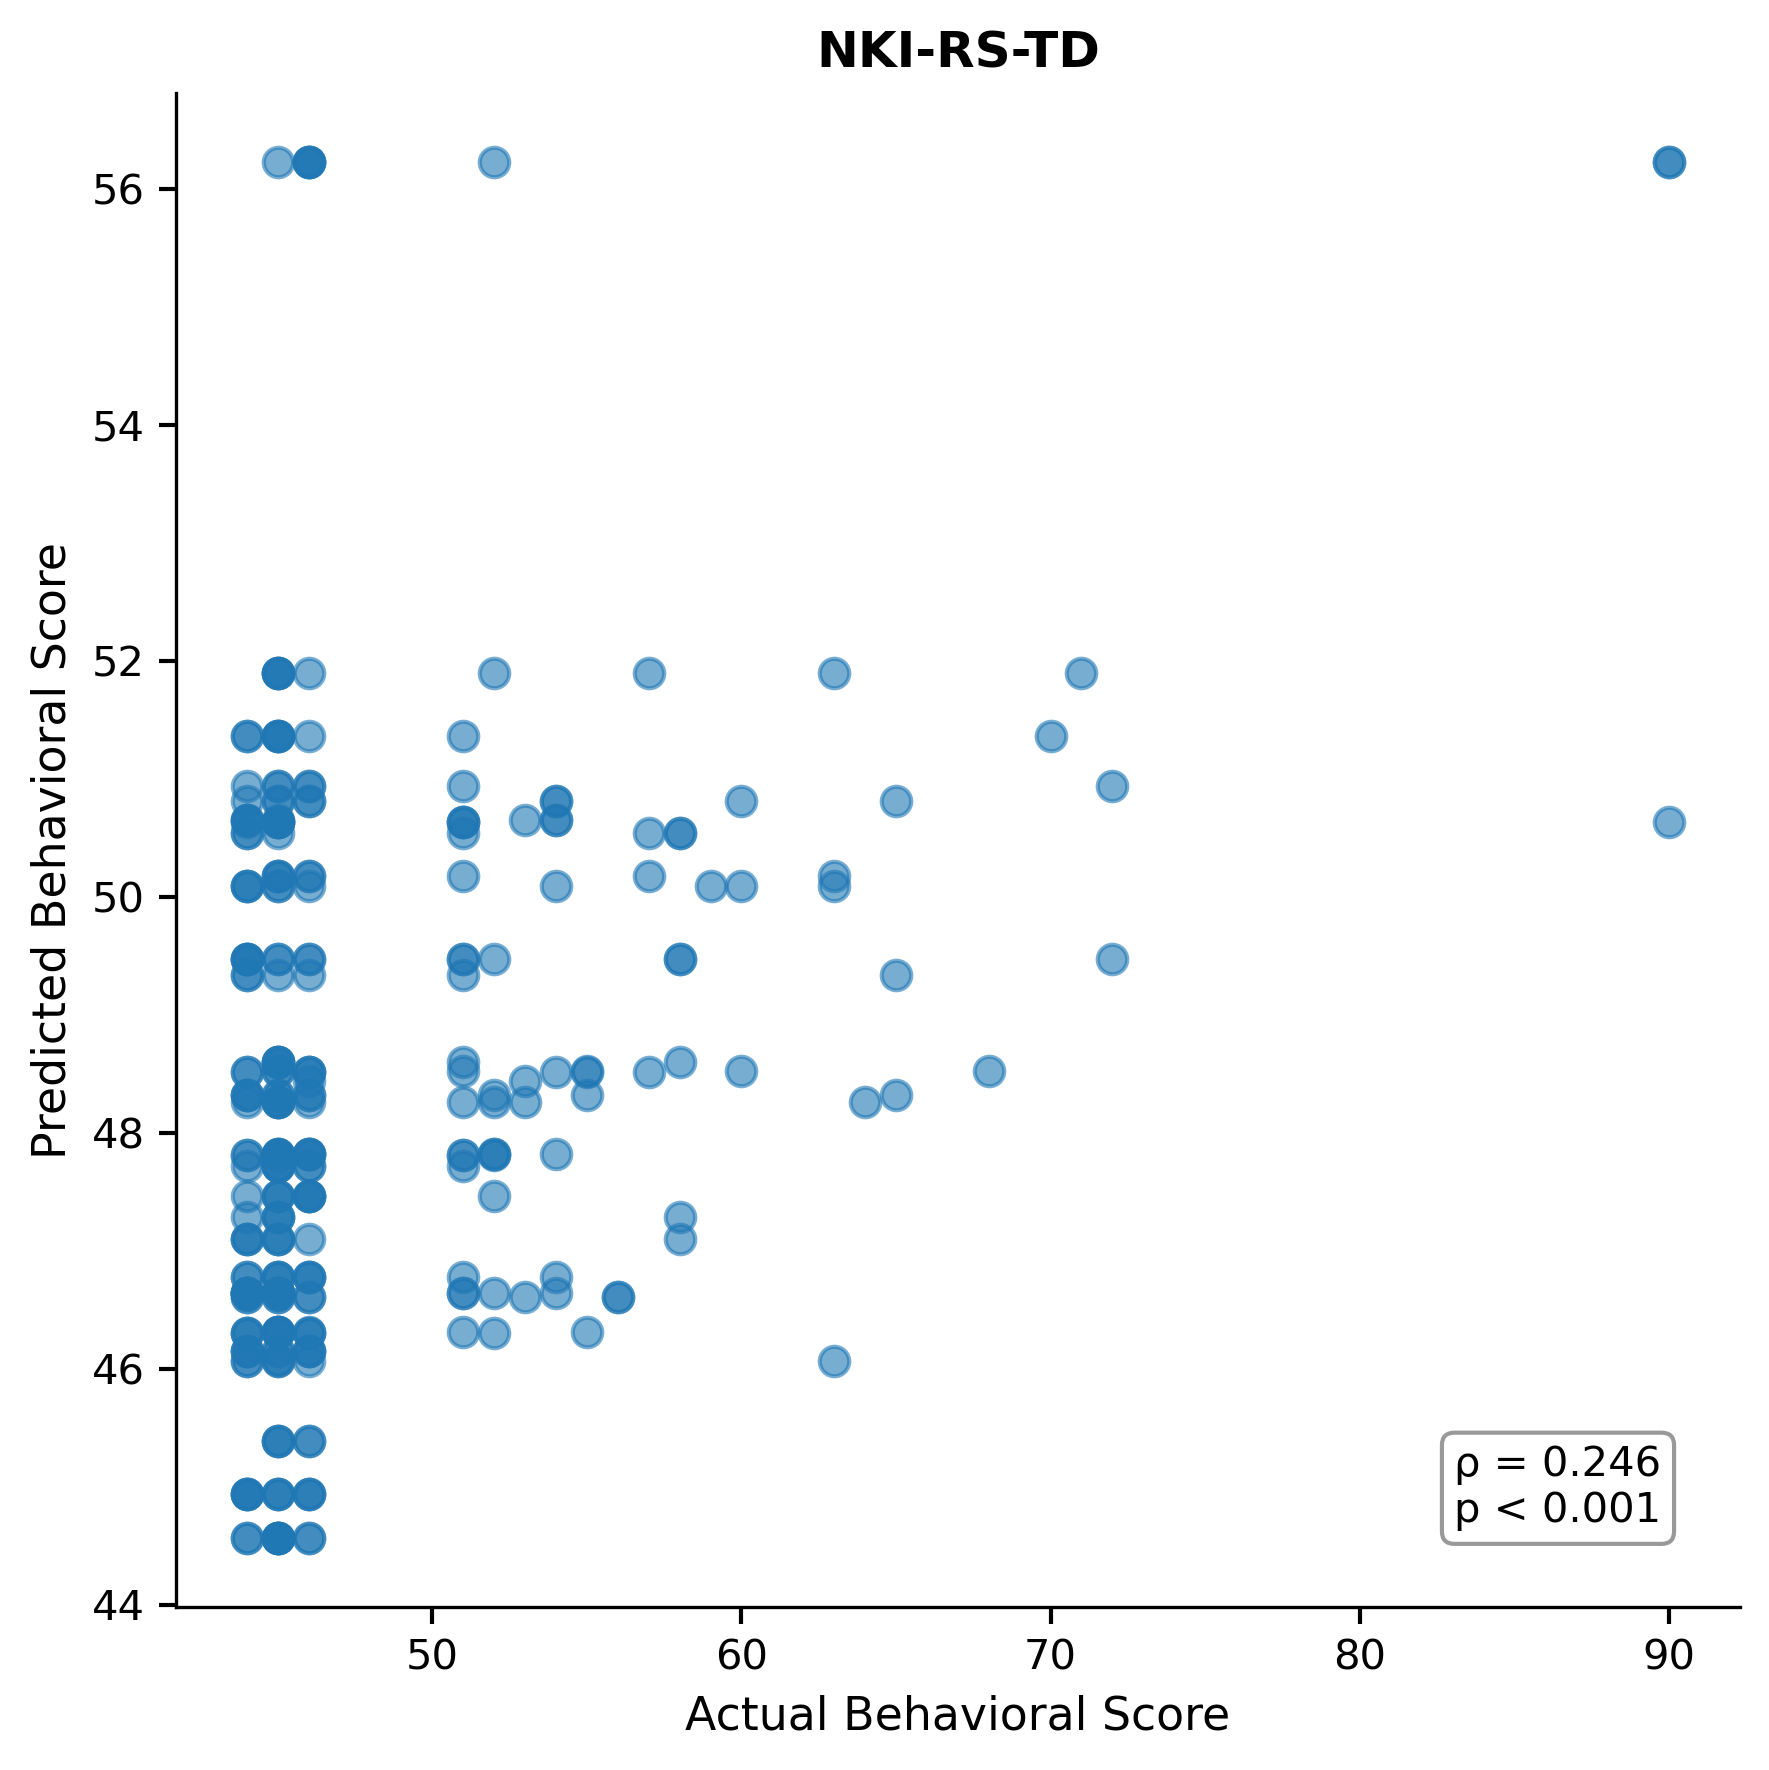 NKI-RS-TD
Predicted Behavioral Score
56
54
52
50
48
46
44
ρ = 0.246
p < 0.001
50 60 70 80 90
Actual Behavioral Score